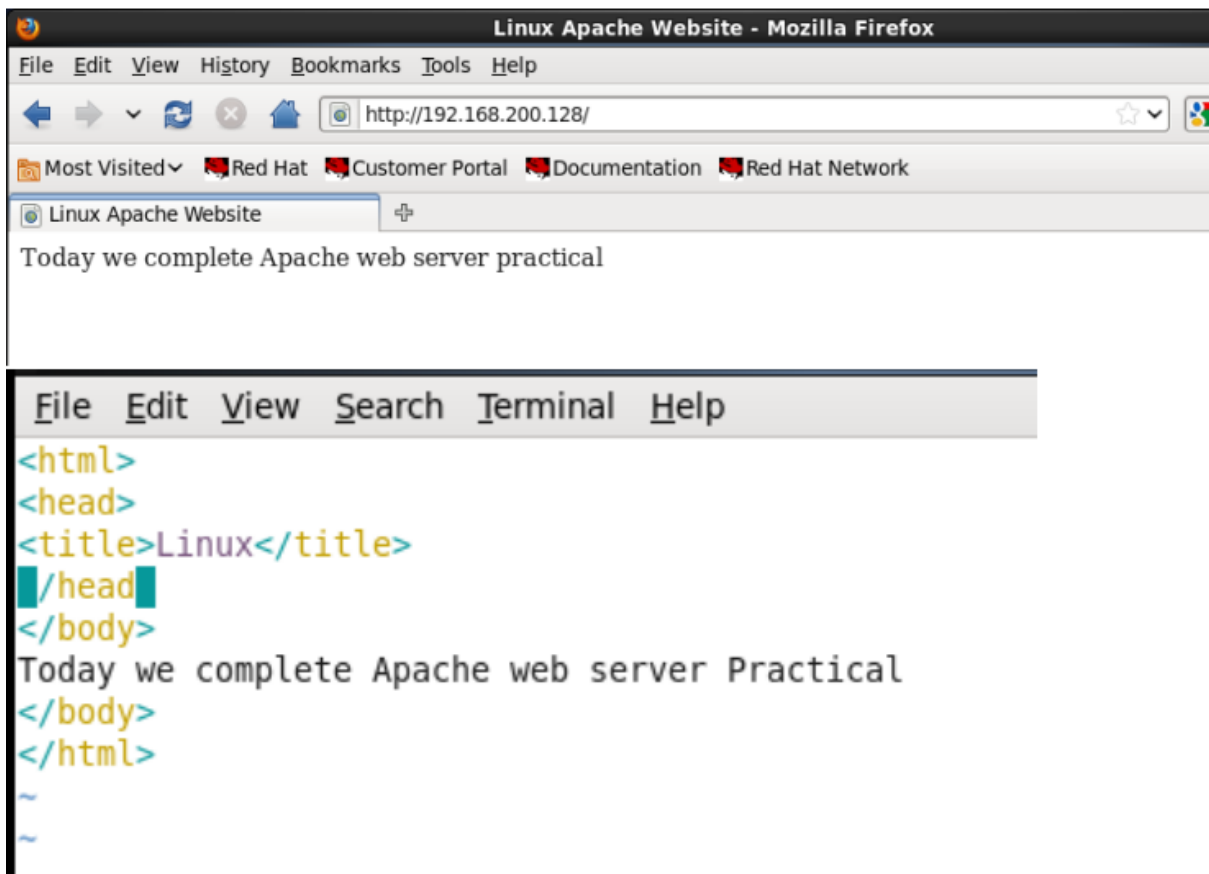 Linux Apache Website - Mozilla Firefox
File Edit View History Bookmarks Tools Help
http://192.168.200.128/
Most Visited Red Hat Customer Portal Documentation Red Hat Network
Linux Apache Website
Today we complete Apache web server practical
File Edit View Search Terminal Help
<html>
<head>
<title>Linux</title>
</head>
</body>
Today we complete Apache web server Practical
</body>
</html>
~
~